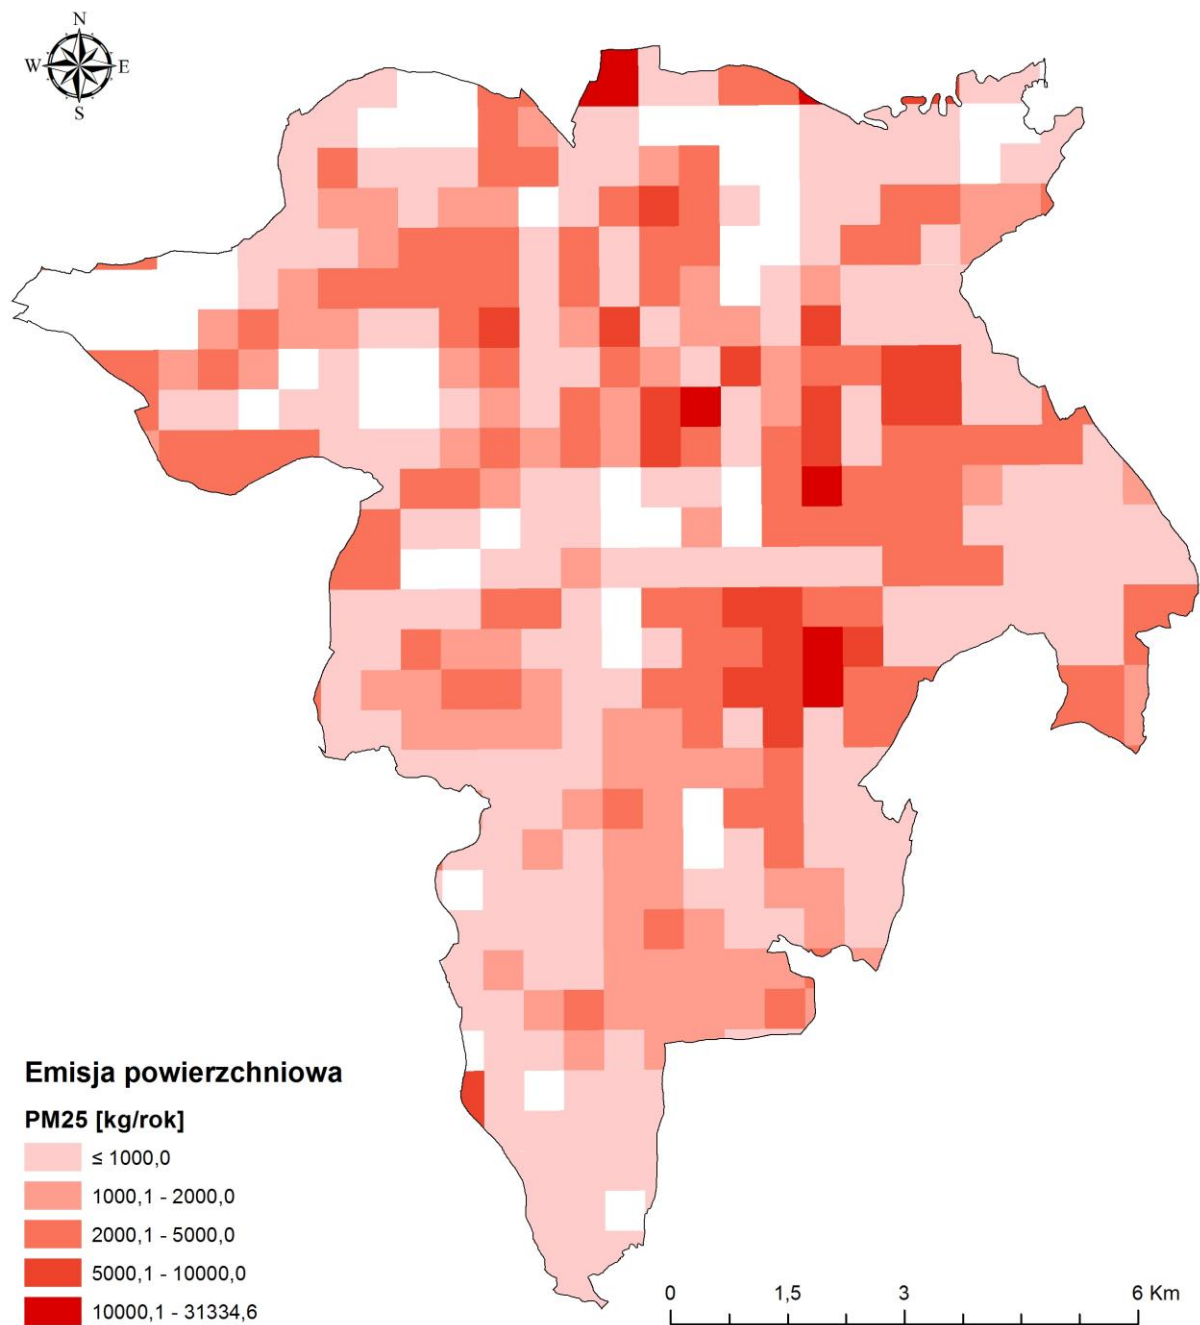 N
W E
S
Emisja powierzchniowa
PM25 [kg/rok]
≤ 1000,0
1000,1 - 2000,0
2000,1 - 5000,0
5000,1 - 10000,0
10000,1 - 31334,6
0 1,5 3 6 Km